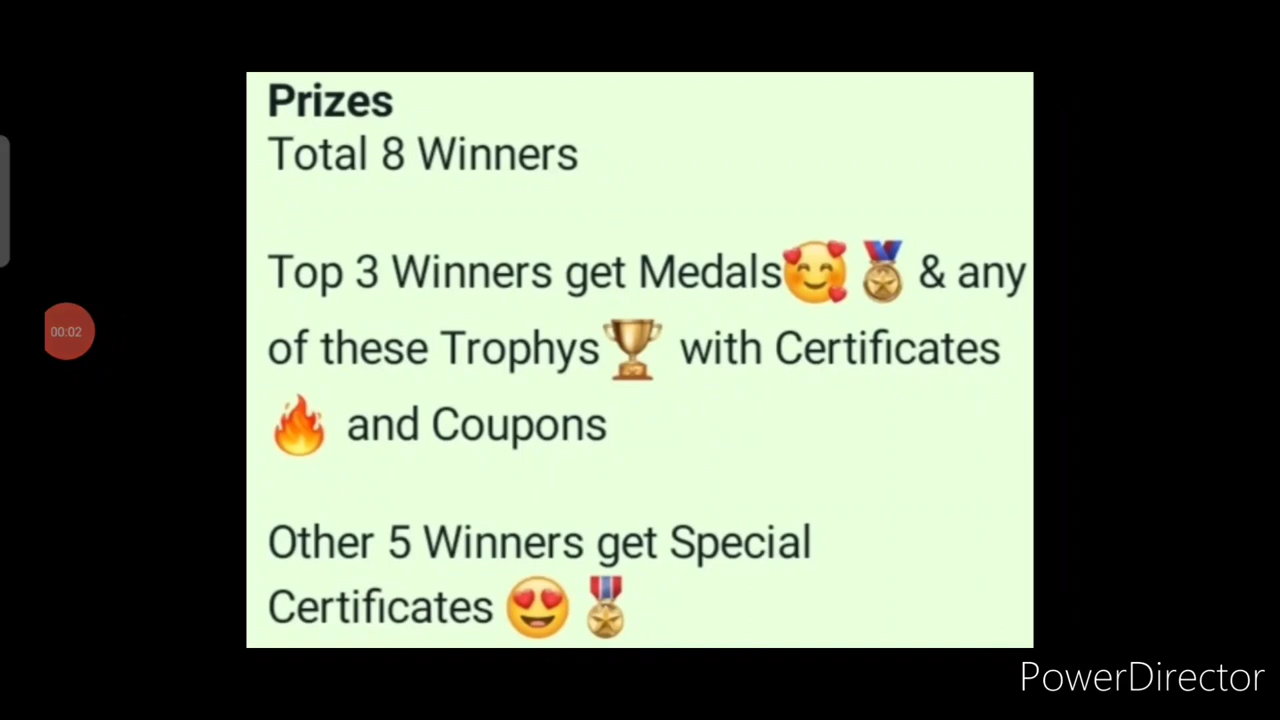 Prizes
Total 8 Winners
Top 3 Winners get Medals🥰🎖️& any
of these Trophys🏆 with Certificates
🔥 and Coupons
Other 5 Winners get Special
Certificates 😍🎖️
00:02
PowerDirector